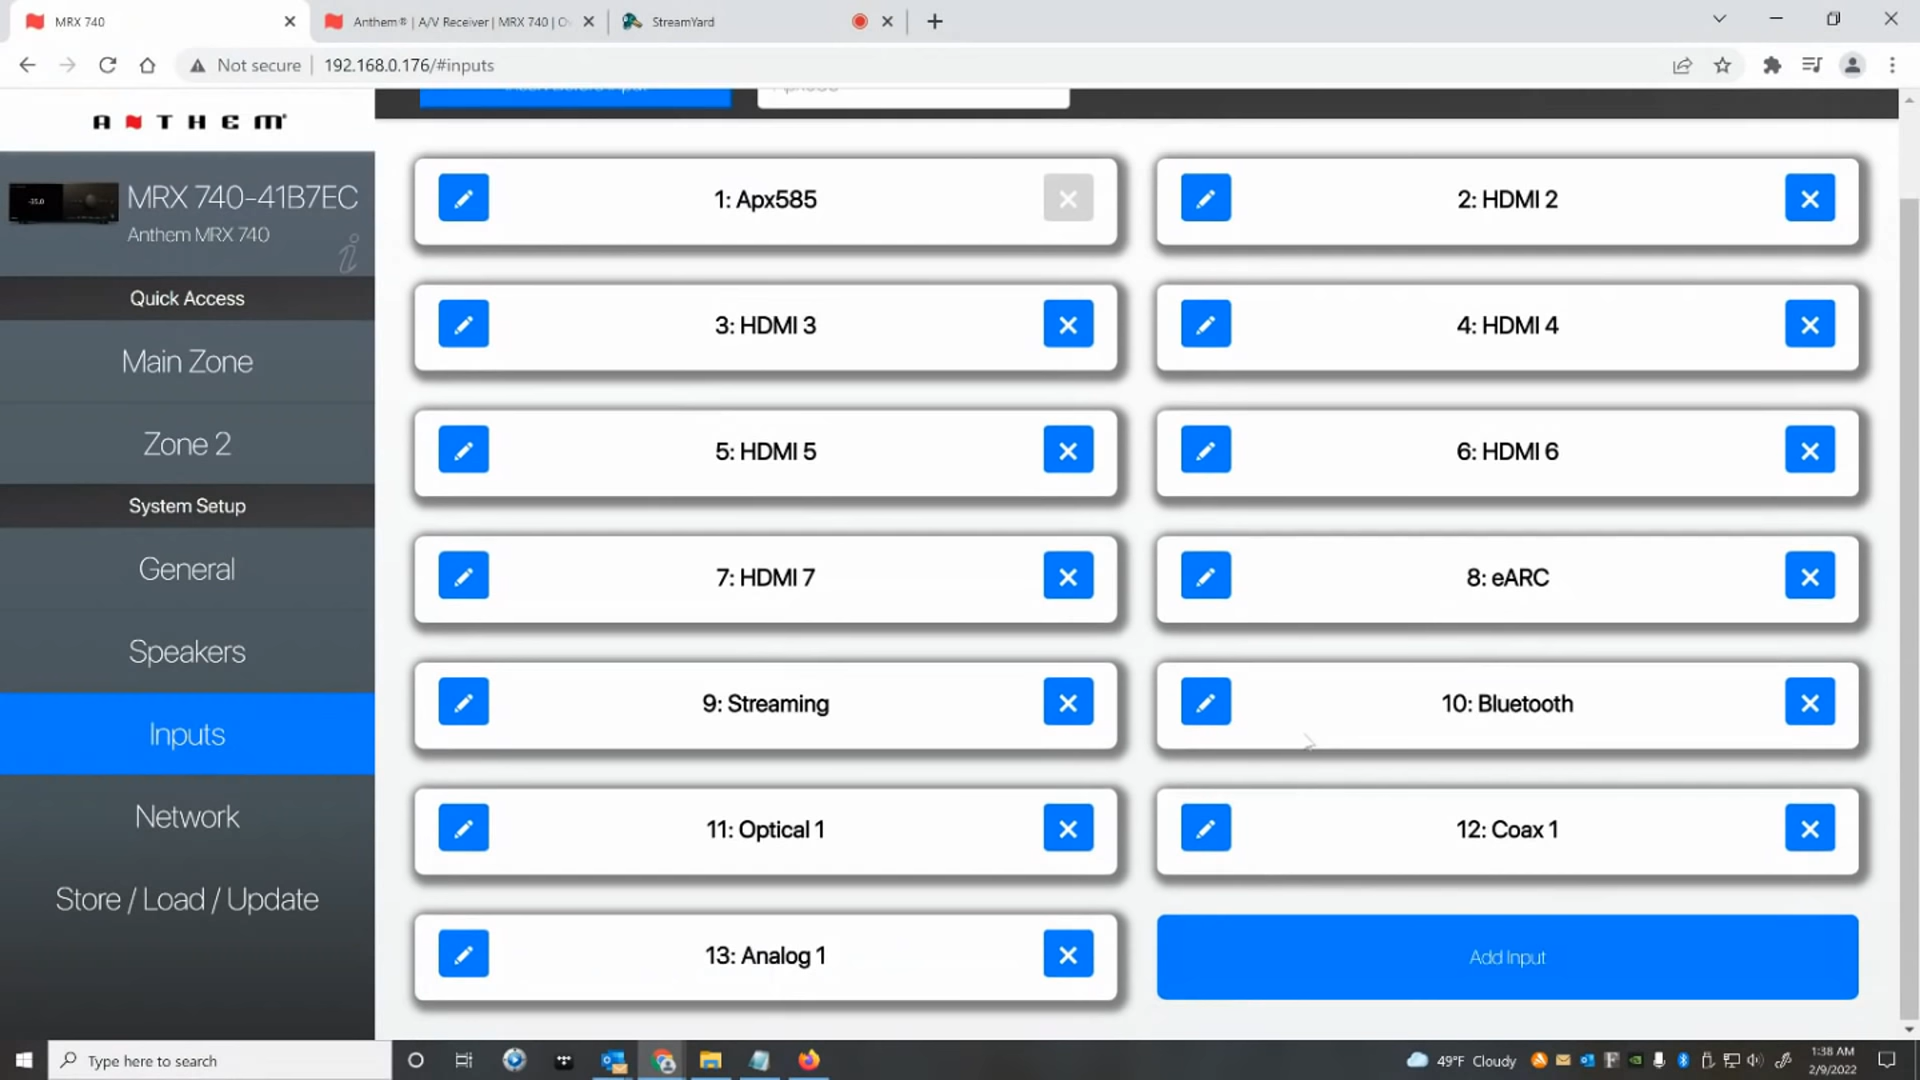 MRX 740
Anthem® | A/V Receiver | MRX 740 | O
StreamYard
Not secure
192.168.0.176/#inputs
ANTHEM
MRX 740-41B7EC
Anthem MRX 740
Quick Access
Main Zone
Zone 2
System Setup
General
Speakers
Inputs
Network
Store / Load / Update
1: Apx585
2: HDMI 2
3: HDMI 3
4: HDMI 4
5: HDMI 5
6: HDMI 6
7: HDMI 7
8: eARC
9: Streaming
10: Bluetooth
11: Optical 1
12: Coax 1
13: Analog 1
Add Input
Type here to search
49°F Cloudy
1:38 AM
2/9/2022